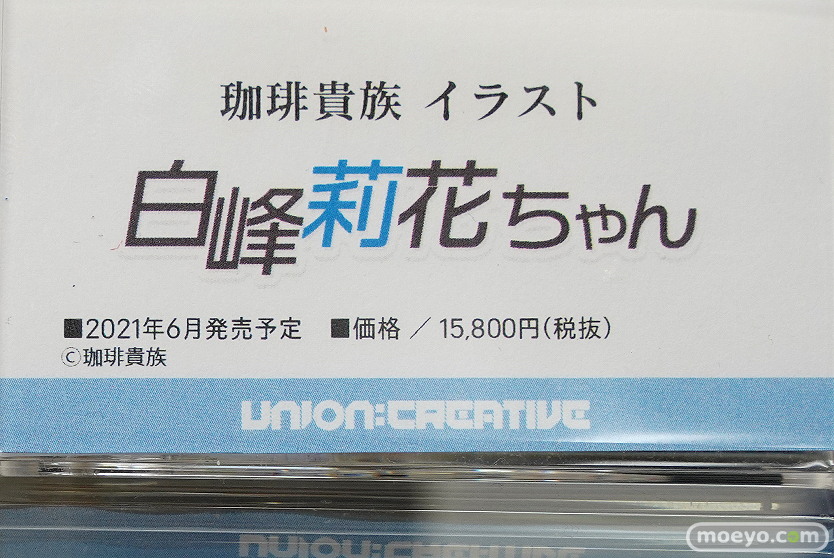 珈琲貴族 イラスト
白峰莉花ちゃん
■2021年6月発売予定 ■価格 / 15,800円(税抜)
©珈琲貴族
UNION:CREATIVE
UNION:CREATIVE
moeyo.com